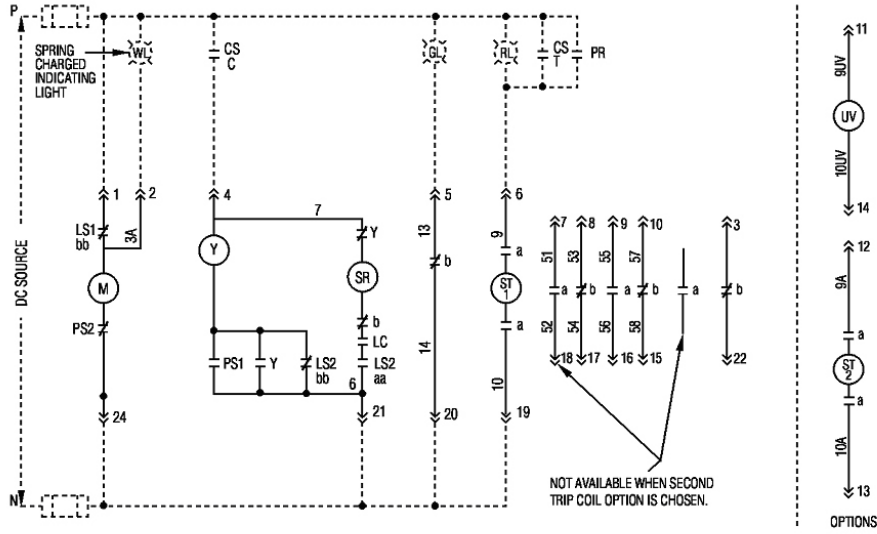 P
SPRING
CHARGED
INDICATING
LIGHT
WL
CS
C
GL
RL
CS
T
PR
11
9UV
UV
10UV
14
1
2
4
5
6
7
8
9
10
3
12
LS1
bb
3A
7
Y
Y
13
b
9
a
51
53
55
57
a
b
a
b
a
b
9A
DC SOURCE
M
SR
ST
1
52
54
56
58
18
17
16
15
22
a
PS2
b
LC
PS1
Y
LS2
bb
LS2
aa
6
14
a
10
ST
2
a
10A
24
21
20
19
NOT AVAILABLE WHEN SECOND
TRIP COIL OPTION IS CHOSEN.
N
13
OPTIONS